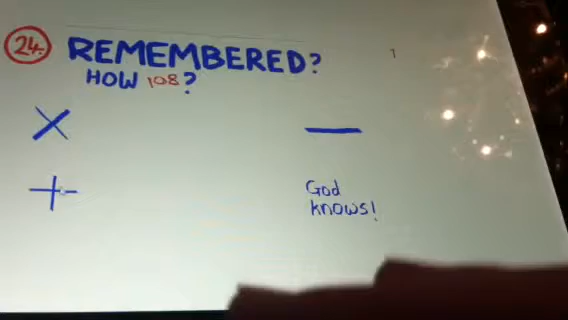 24.
REMEMBERED?
HOW 108?
× —
+ God
knows!